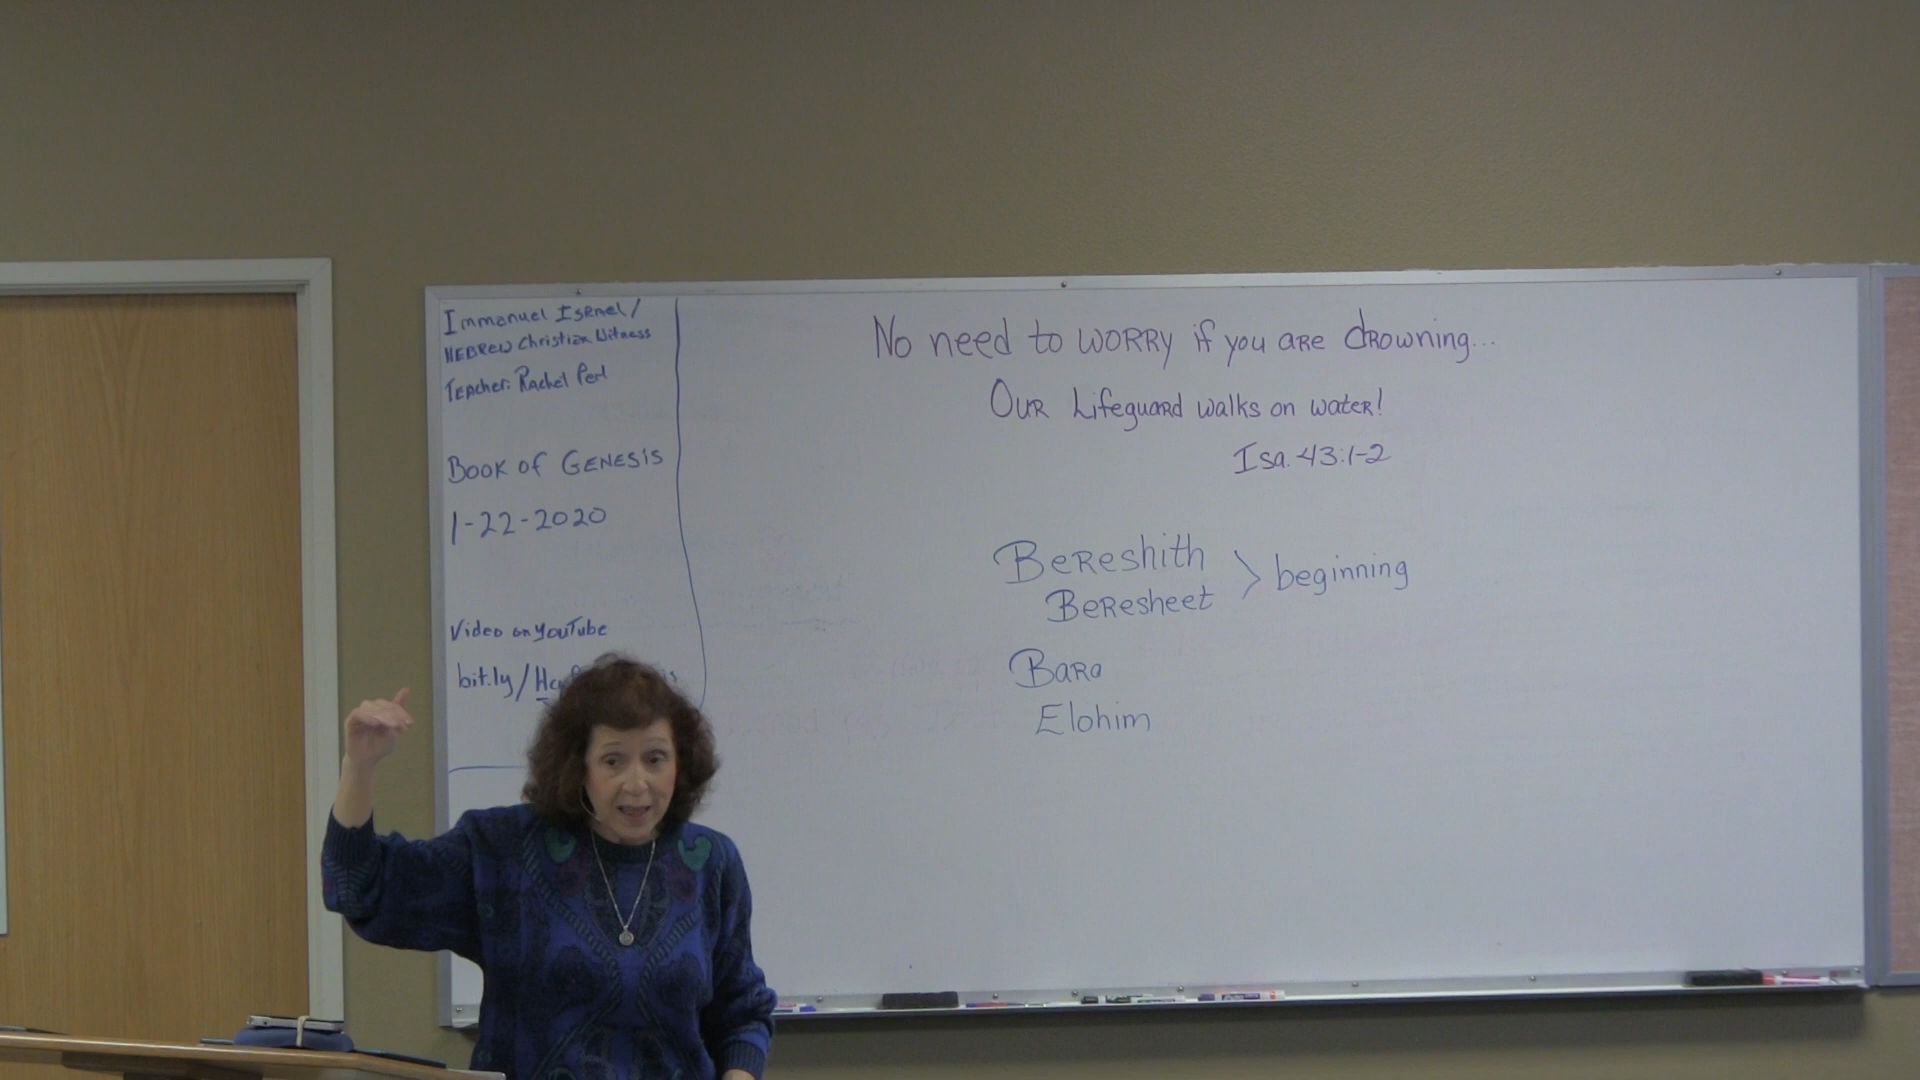 Immanuel Israel/
HEBREW Christian Witness
Teacher: Rachel Perl
Book of GENESIS
1-22-2020
Video on YouTube
bit.ly/
No need to WORRY if you are drowning...
Our Lifeguard walks on water!
Isa. 43:1-2
Bereshith
Beresheet > beginning
Bara
Elohim